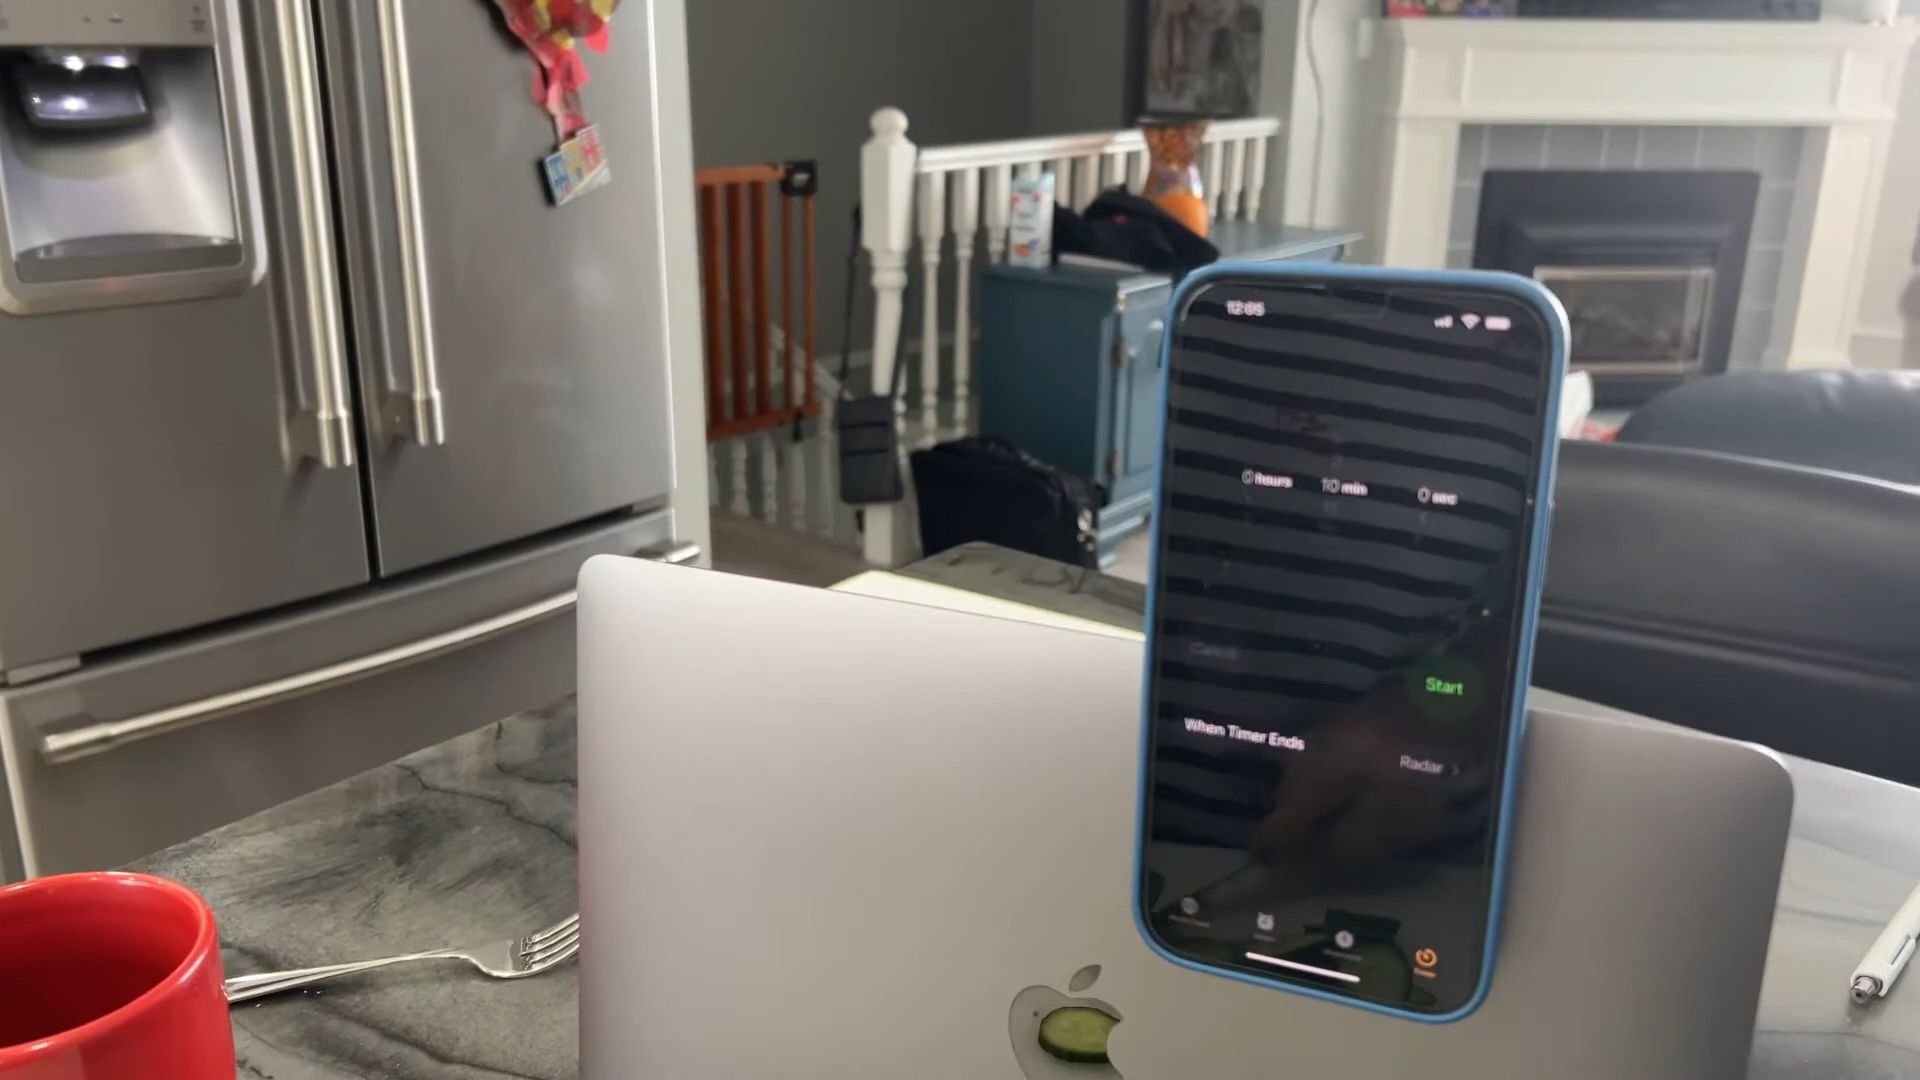 12:05
0 hours 10 min 0 sec
Cancel
Start
When Timer Ends
Radar